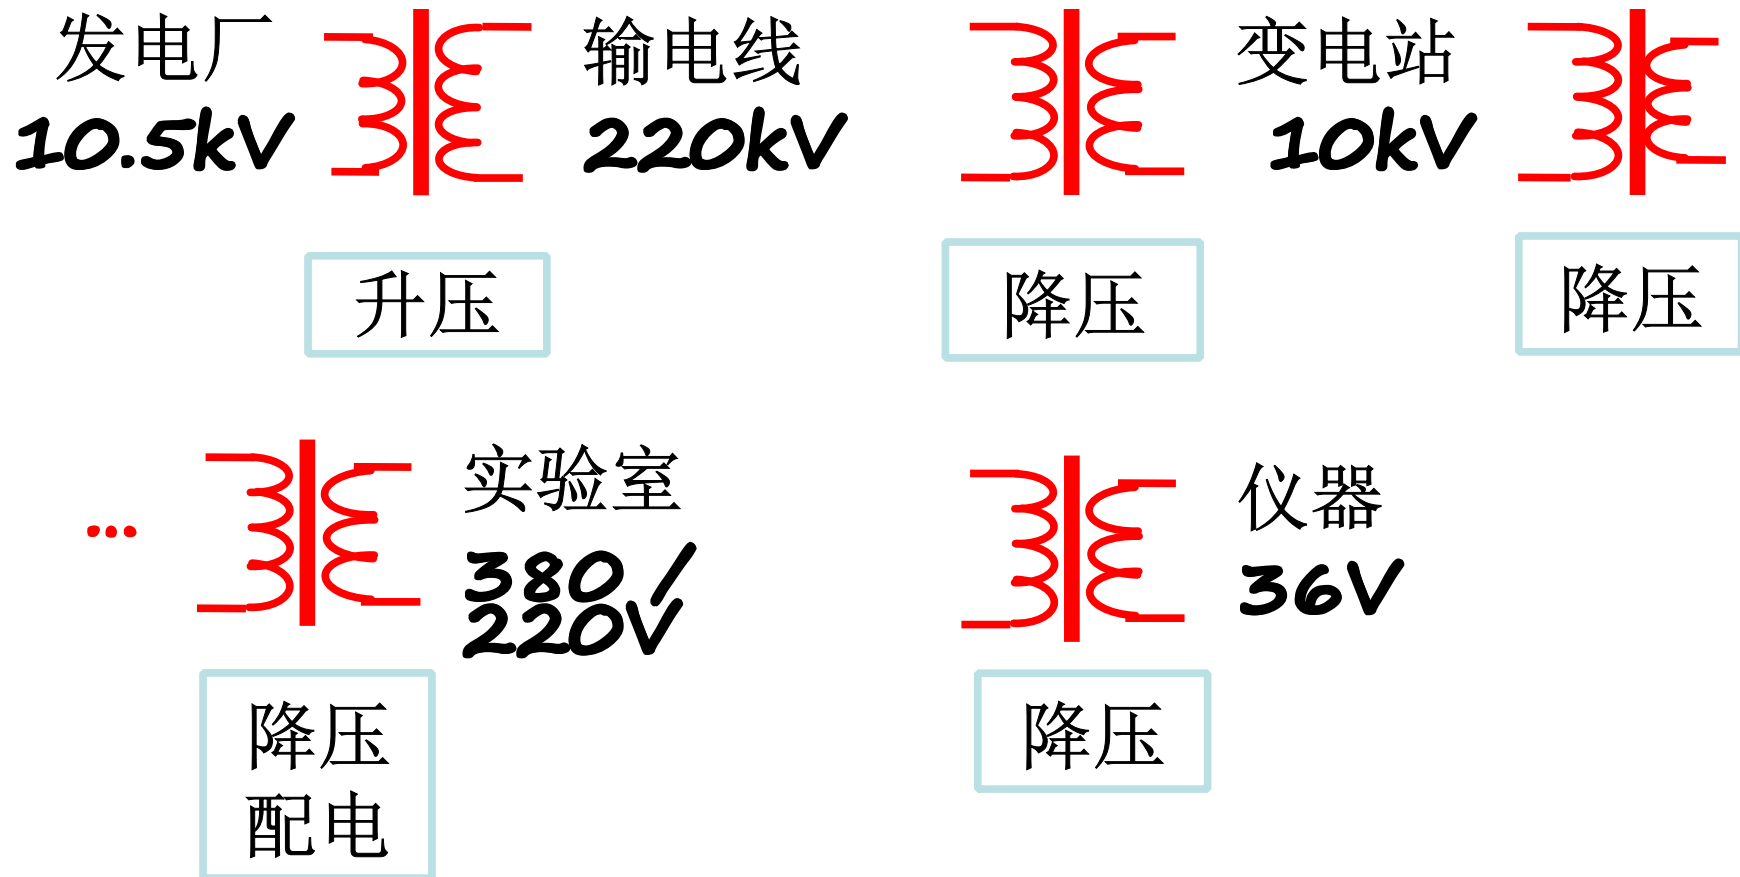 发电厂
10.5kV
输电线
220kV
变电站
10kV
升压
降压
降压
...
实验室
380/
220V
仪器
36V
降压
配电
降压